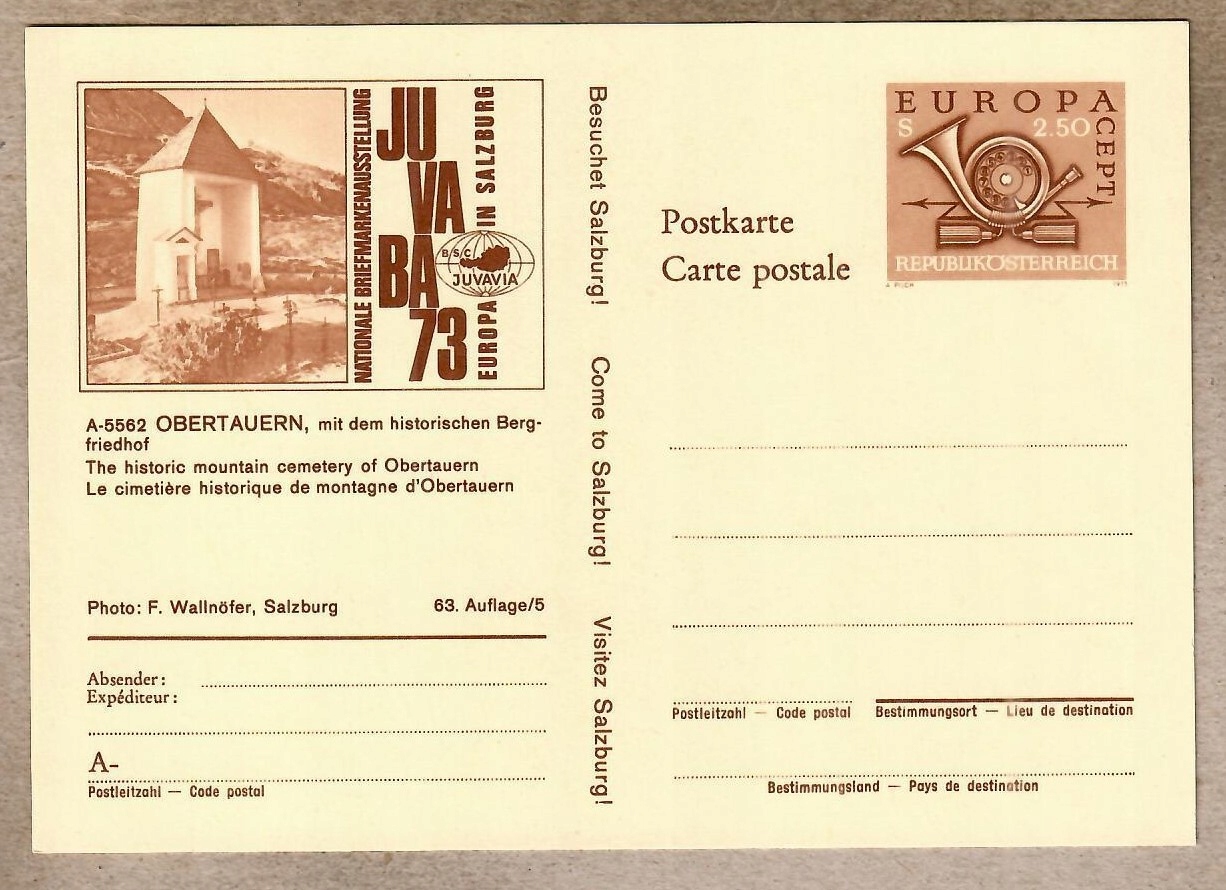 NATIONALE BRIEFMARKENAUSSTELLUNG
JU
VA
BA
73
EUROPA IN SALZBURG
BSC
JUVAVIA
A-5562 OBERTAUERN, mit dem historischen Berg-
friedhof
The historic mountain cemetery of Obertauern
Le cimetière historique de montagne d'Obertauern
Photo: F. Wallnöfer, Salzburg 63. Auflage/5
Absender:
Expéditeur:
A-
Postleitzahl — Code postal
Besuchet Salzburg! Come to Salzburg! Visitez Salzburg!
EUROPA
CEPT
S 2.50
REPUBLIK ÖSTERREICH
A. PILCH 1973
Postkarte
Carte postale
Postleitzahl — Code postal
Bestimmungsort — Lieu de destination
Bestimmungsland — Pays de destination